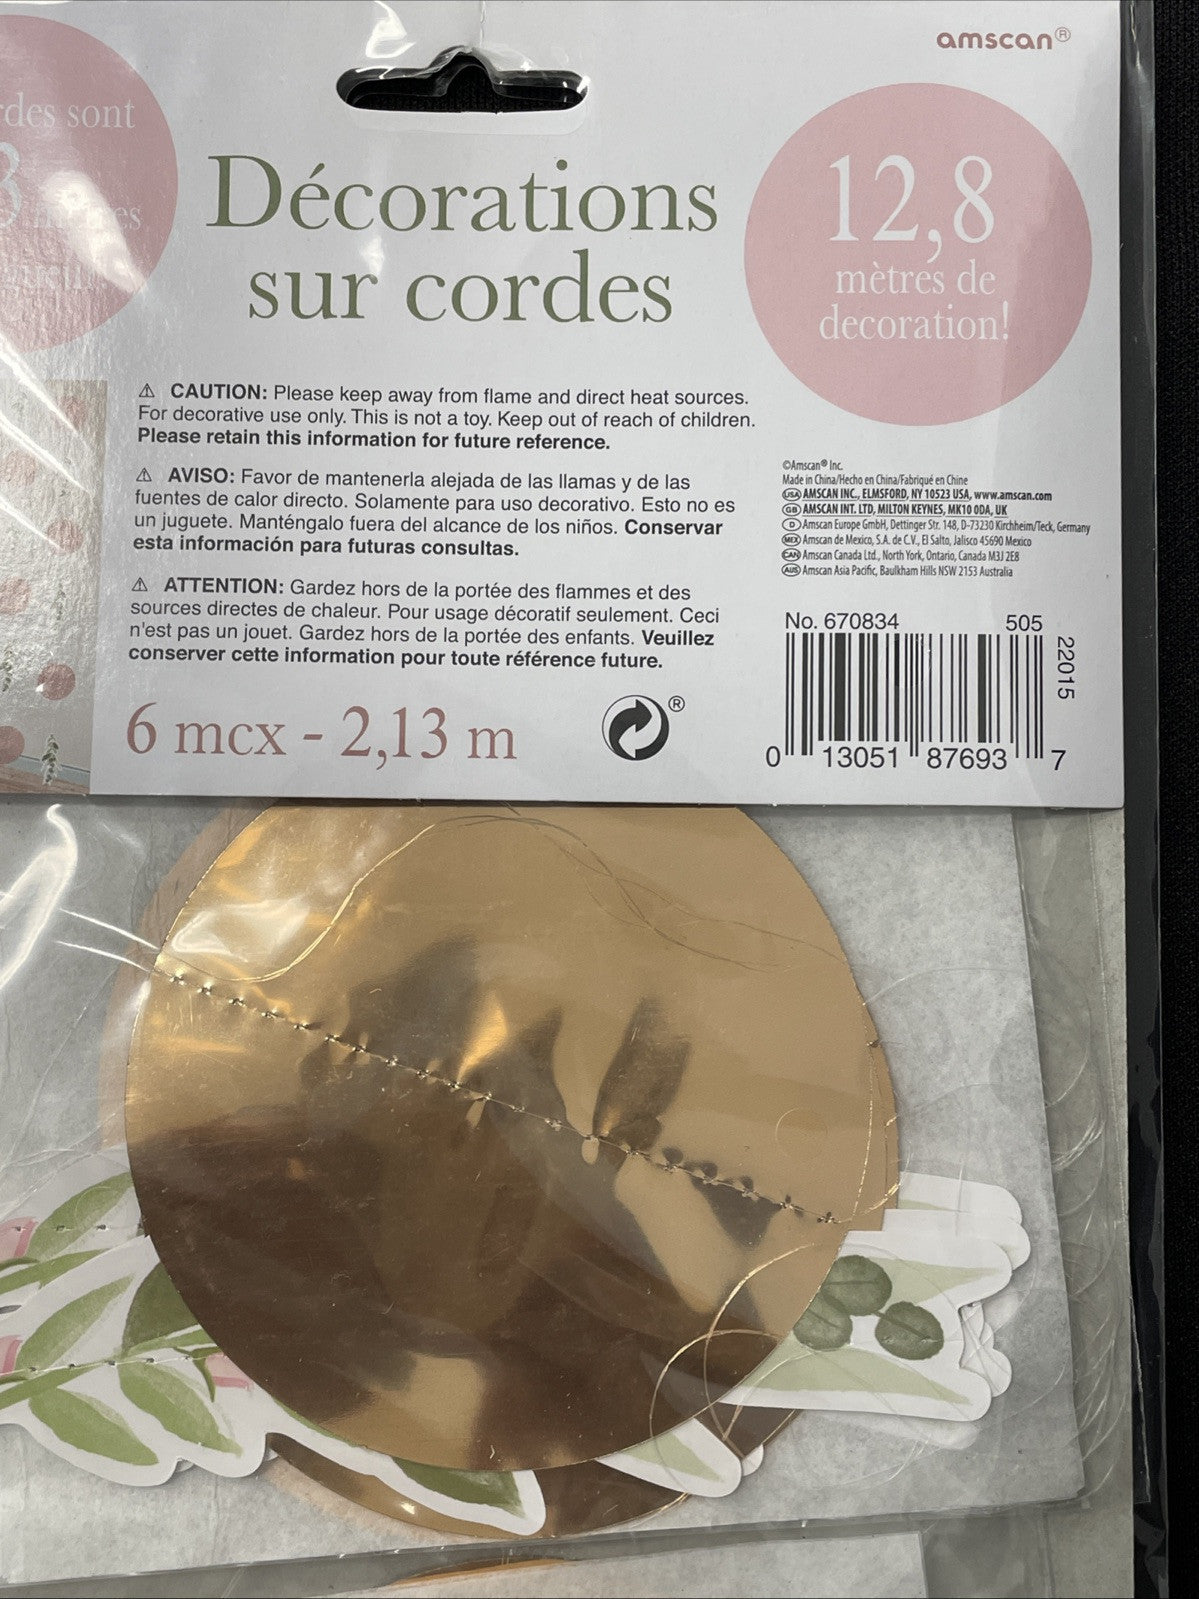 amscan®
rdes sont
3
Décorations
sur cordes
12,8
mètres de
decoration!
⚠ CAUTION: Please keep away from flame and direct heat sources.
For decorative use only. This is not a toy. Keep out of reach of children.
Please retain this information for future reference.
⚠ AVISO: Favor de mantenerla alejada de las llamas y de las
fuentes de calor directo. Solamente para uso decorativo. Esto no es
un juguete. Manténgalo fuera del alcance de los niños. Conservar
esta información para futuras consultas.
⚠ ATTENTION: Gardez hors de la portée des flammes et des
sources directes de chaleur. Pour usage décoratif seulement. Ceci
n'est pas un jouet. Gardez hors de la portée des enfants. Veuillez
conserver cette information pour toute référence future.
6 mcx - 2,13 m
®
©Amscan® Inc.
Made in China/Hecho en China/Fabriqué en Chine
USA AMSCAN INC., ELMSFORD, NY 10523 USA, www.amscan.com
GB AMSCAN INT. LTD, MILTON KEYNES, MK10 0DA, UK
D Amscan Europe GmbH, Dettinger Str. 148, D-73230 Kirchheim/Teck, Germany
MEX Amscan de Mexico, S.A. de C.V., El Salto, Jalisco 45690 Mexico
CAN Amscan Canada Ltd., North York, Ontario, Canada M3J 2E8
AUS Amscan Asia Pacific, Baulkham Hills NSW 2153 Australia
No. 670834 505
22015
0 13051 87693 7